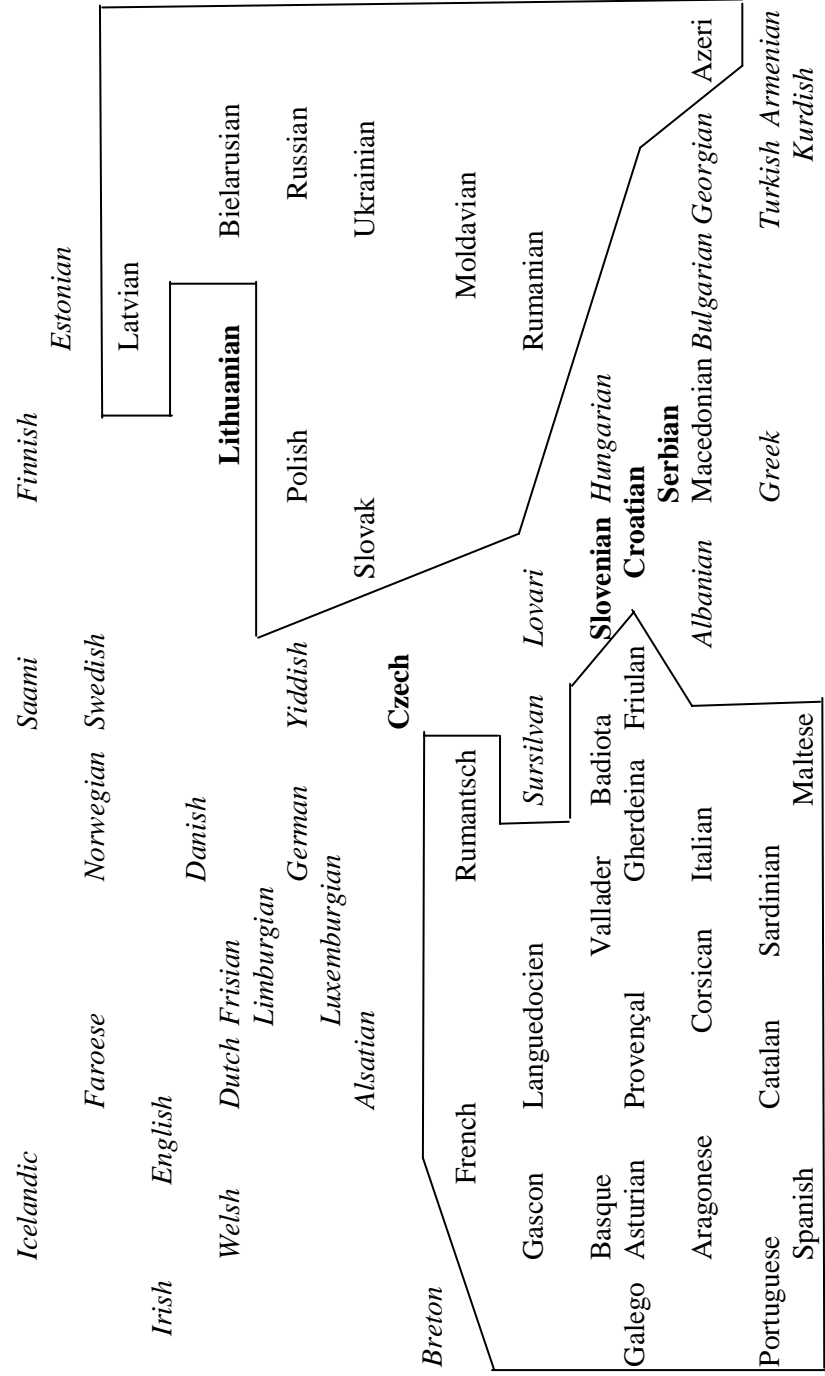 Icelandic Saami Finnish
Estonian
Faroese Norwegian Swedish
Latvian
Irish English
Danish
Welsh Dutch Frisian Lithuanian Bielarusian
Limburgian
German Yiddish Polish Russian
Luxemburgian
Alsatian Slovak Ukrainian
Czech
Breton
French Rumantsch Moldavian
Gascon Languedocien Sursilvan Lovari Rumanian
Basque Vallader Badiota Slovenian Hungarian
Galego Asturian Provençal Gherdeina Friulan Croatian
Serbian
Aragonese Corsican Italian Albanian Macedonian Bulgarian Georgian Azeri
Portuguese Catalan Sardinian Greek Turkish Armenian
Spanish Maltese Kurdish